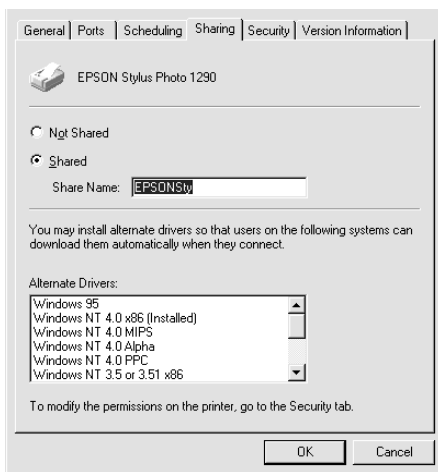 General Ports Scheduling Sharing Security Version Information
EPSON Stylus Photo 1290
Not Shared
Shared
Share Name: EPSONSty
You may install alternate drivers so that users on the following systems can
download them automatically when they connect.
Alternate Drivers:
Windows 95
Windows NT 4.0 x86 (Installed)
Windows NT 4.0 MIPS
Windows NT 4.0 Alpha
Windows NT 4.0 PPC
Windows NT 3.5 or 3.51 x86
To modify the permissions on the printer, go to the Security tab.
OK Cancel